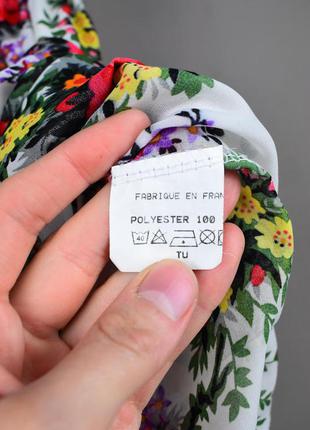 FABRIQUE EN FRAN
POLYESTER 100
40
TU